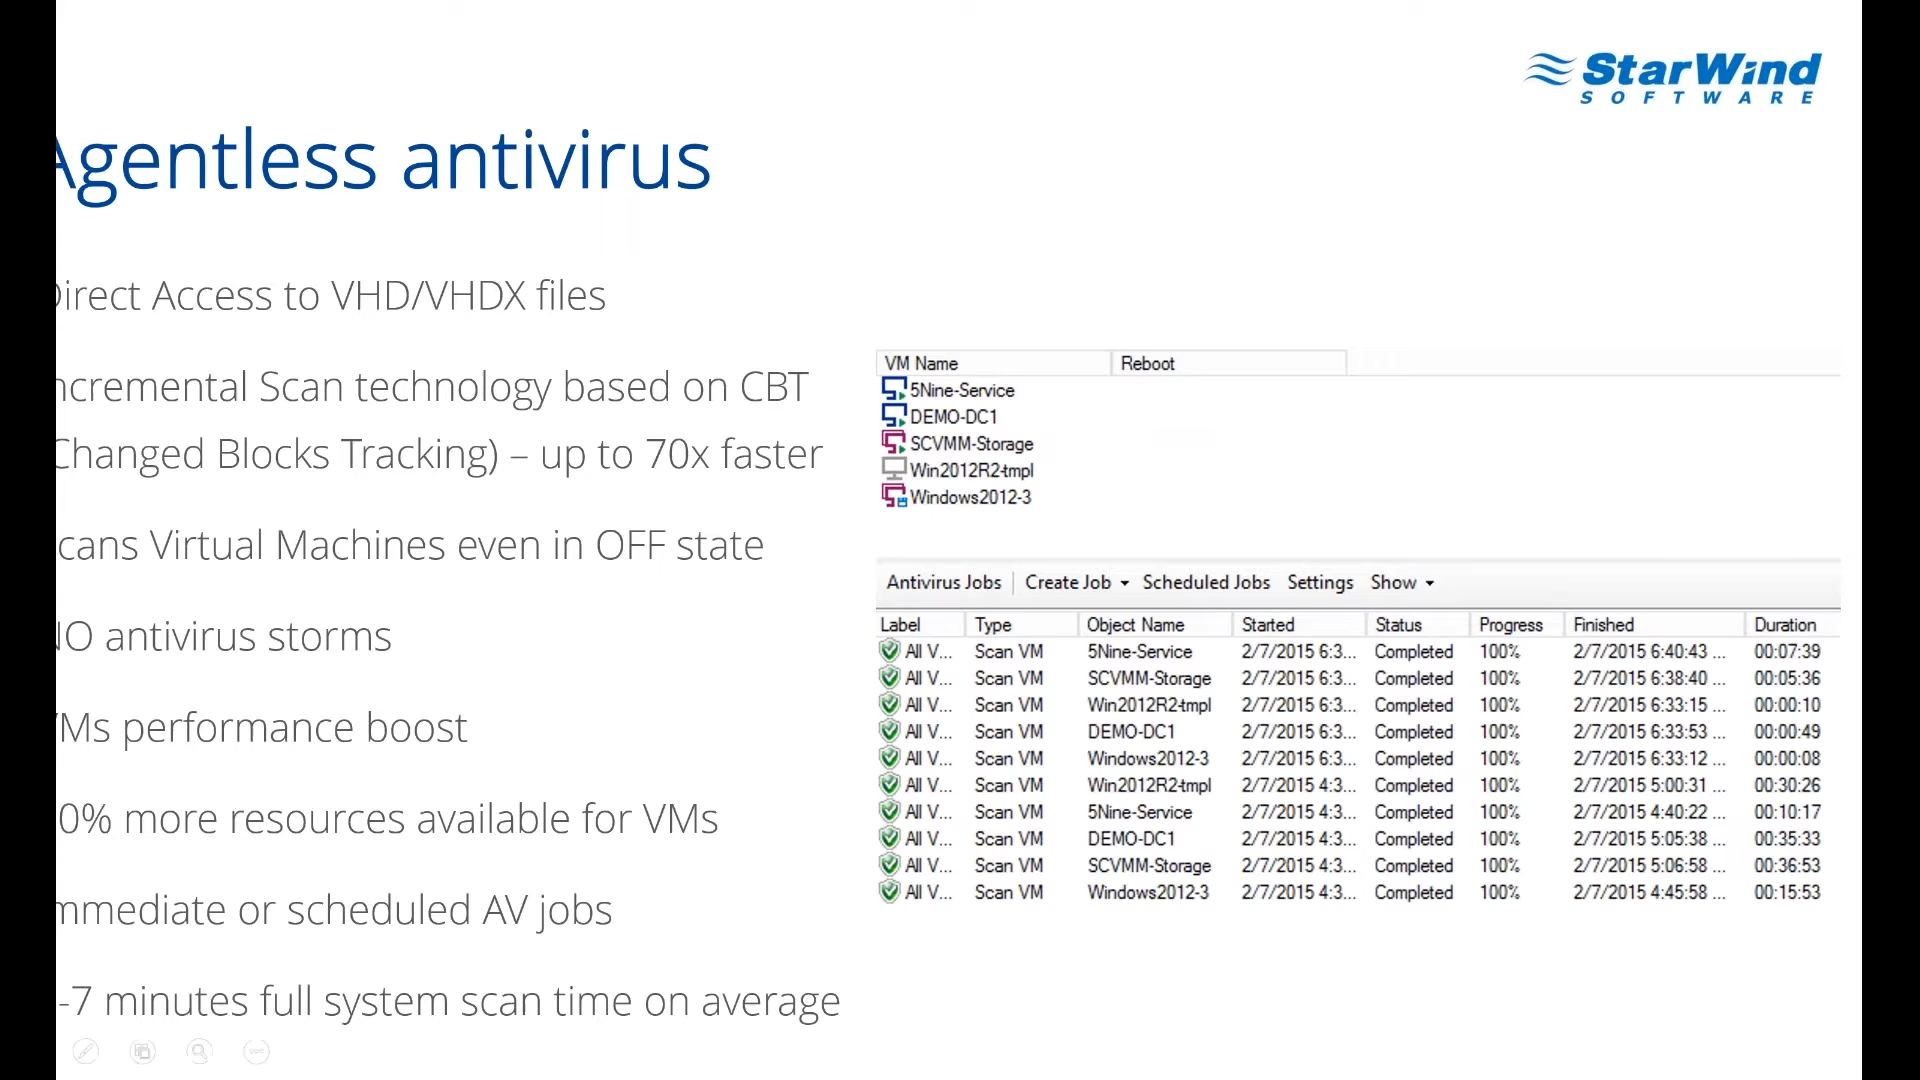 StarWind
SOFTWARE
Agentless antivirus
Direct Access to VHD/VHDX files
ncremental Scan technology based on CBT
Changed Blocks Tracking) – up to 70x faster
cans Virtual Machines even in OFF state
NO antivirus storms
VMs performance boost
0% more resources available for VMs
mmediate or scheduled AV jobs
-7 minutes full system scan time on average
VM Name Reboot
5Nine-Service
DEMO-DC1
SCVMM-Storage
Win2012R2-tmpl
Windows2012-3
Antivirus Jobs Create Job Scheduled Jobs Settings Show
Label Type Object Name Started Status Progress Finished Duration
All V... Scan VM 5Nine-Service 2/7/2015 6:3... Completed 100% 2/7/2015 6:40:43 ... 00:07:39
All V... Scan VM SCVMM-Storage 2/7/2015 6:3... Completed 100% 2/7/2015 6:38:40 ... 00:05:36
All V... Scan VM Win2012R2-tmpl 2/7/2015 6:3... Completed 100% 2/7/2015 6:33:15 ... 00:00:10
All V... Scan VM DEMO-DC1 2/7/2015 6:3... Completed 100% 2/7/2015 6:33:53 ... 00:00:49
All V... Scan VM Windows2012-3 2/7/2015 6:3... Completed 100% 2/7/2015 6:33:12 ... 00:00:08
All V... Scan VM Win2012R2-tmpl 2/7/2015 4:3... Completed 100% 2/7/2015 5:00:31 ... 00:30:26
All V... Scan VM 5Nine-Service 2/7/2015 4:3... Completed 100% 2/7/2015 4:40:22 ... 00:10:17
All V... Scan VM DEMO-DC1 2/7/2015 4:3... Completed 100% 2/7/2015 5:05:38 ... 00:35:33
All V... Scan VM SCVMM-Storage 2/7/2015 4:3... Completed 100% 2/7/2015 5:06:58 ... 00:36:53
All V... Scan VM Windows2012-3 2/7/2015 4:3... Completed 100% 2/7/2015 4:45:58 ... 00:15:53